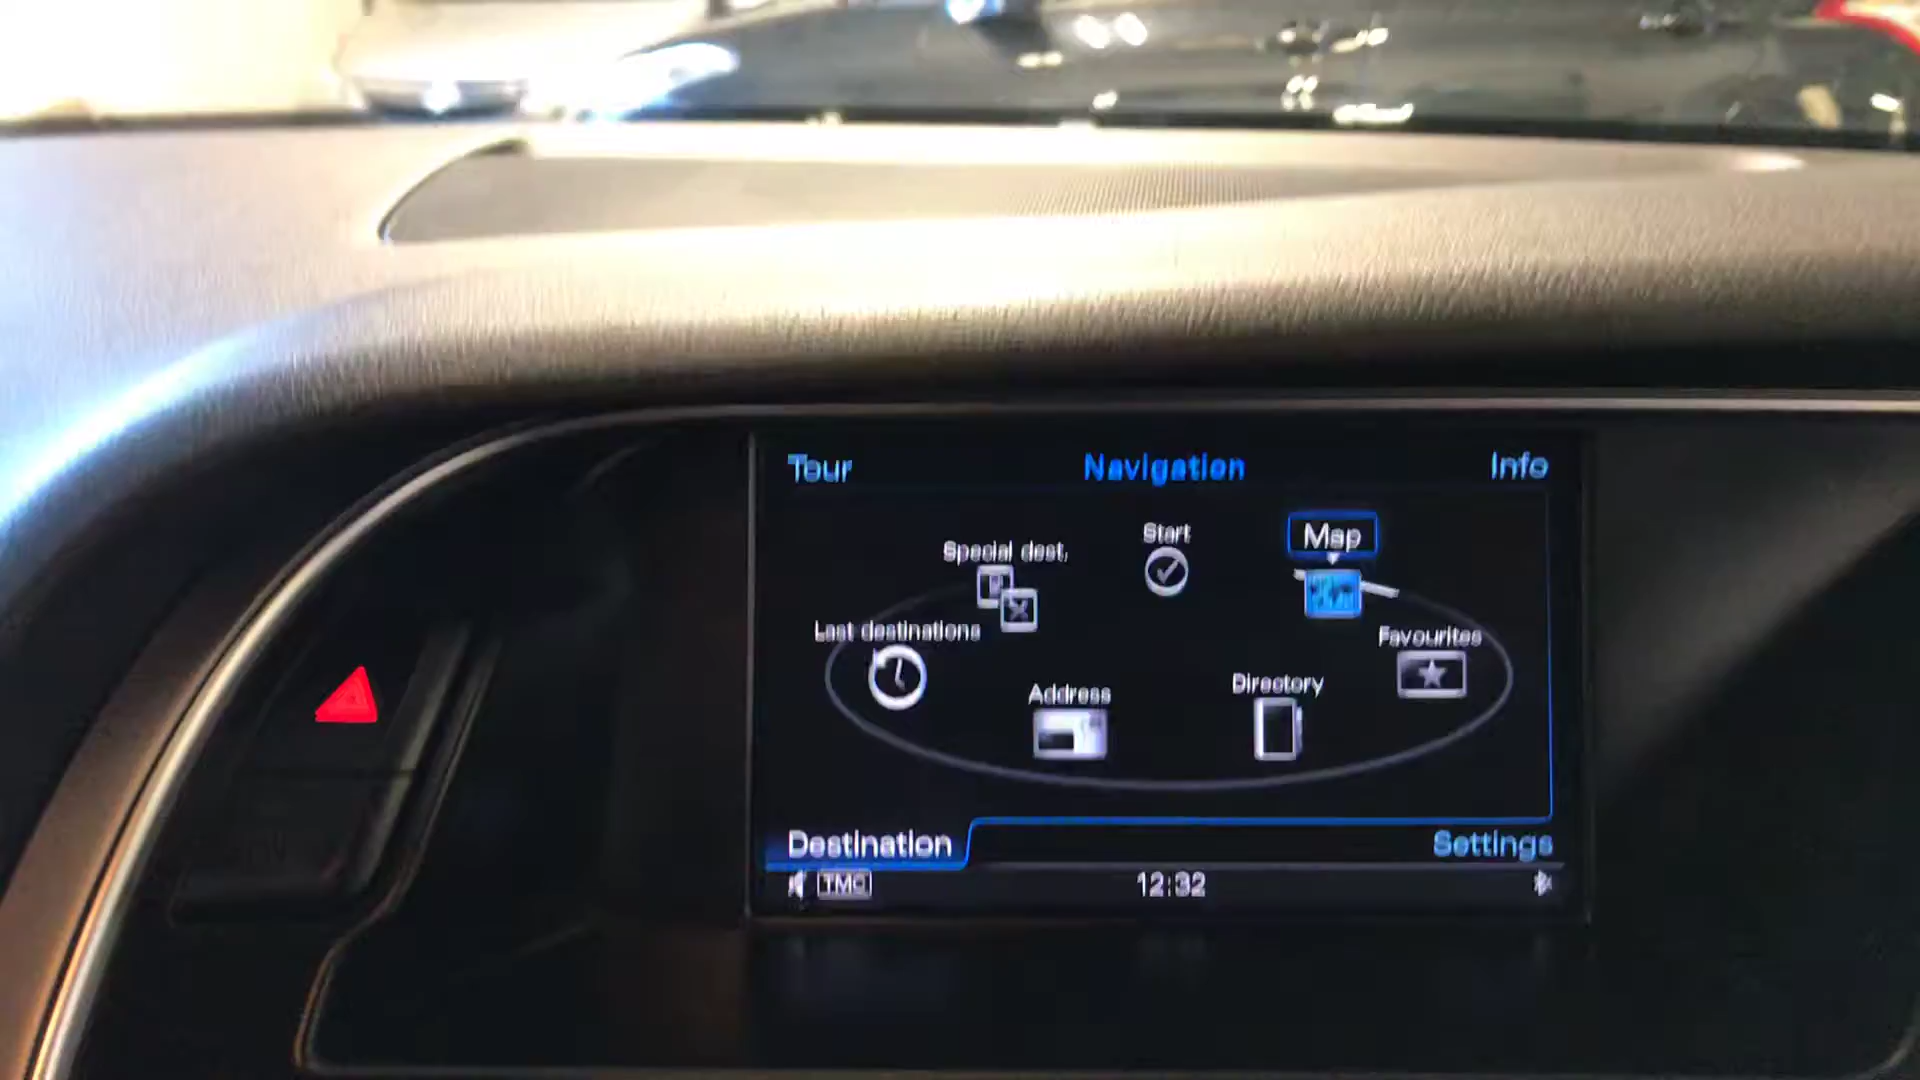 Tour Navigation Info
Start Map
Special dest.
Last destinations Favourites
Address Directory
Destination Settings
TMC 12:32